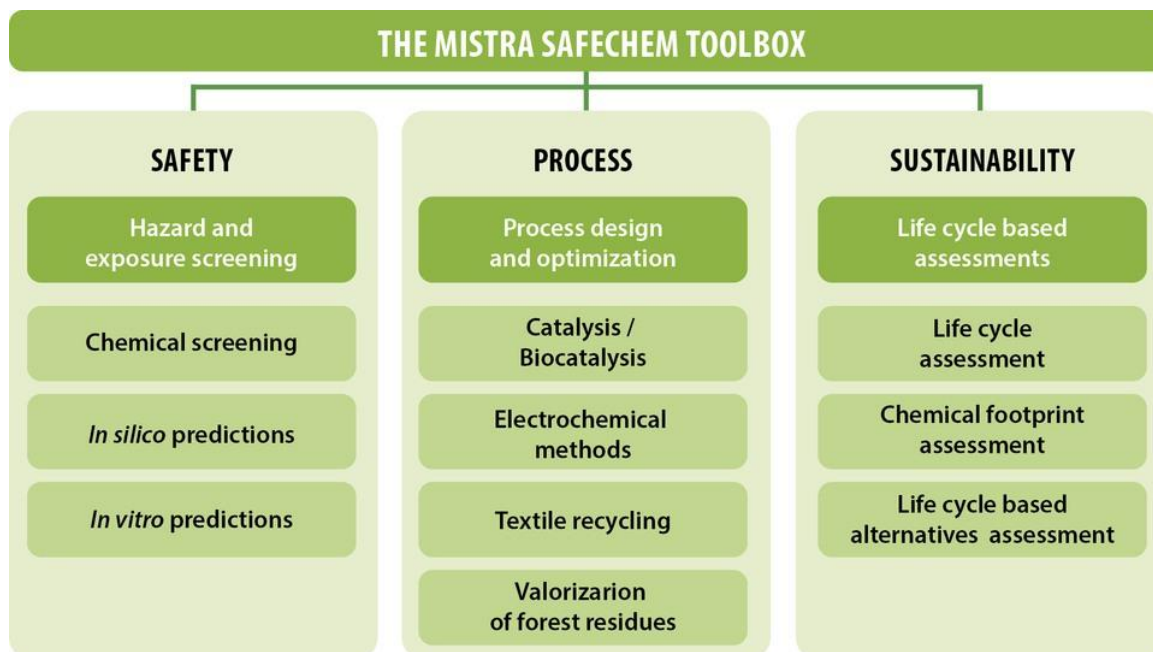 THE MISTRA SAFECHEM TOOLBOX
SAFETY
Hazard and
exposure screening
Chemical screening
In silico predictions
In vitro predictions
PROCESS
Process design
and optimization
Catalysis /
Biocatalysis
Electrochemical
methods
Textile recycling
Valorizarion
of forest residues
SUSTAINABILITY
Life cycle based
assessments
Life cycle
assessment
Chemical footprint
assessment
Life cycle based
alternatives assessment